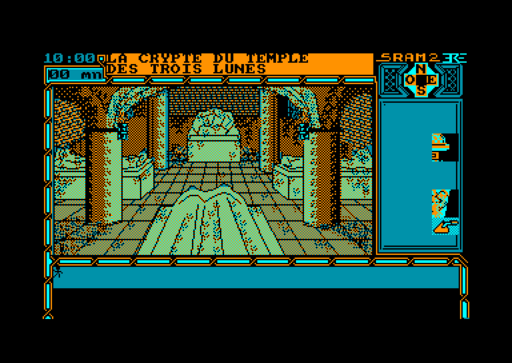 10:00
00 mn
LA CRYPTE DU TEMPLE
DES TROIS LUNES
SRAM2
N
O E
S